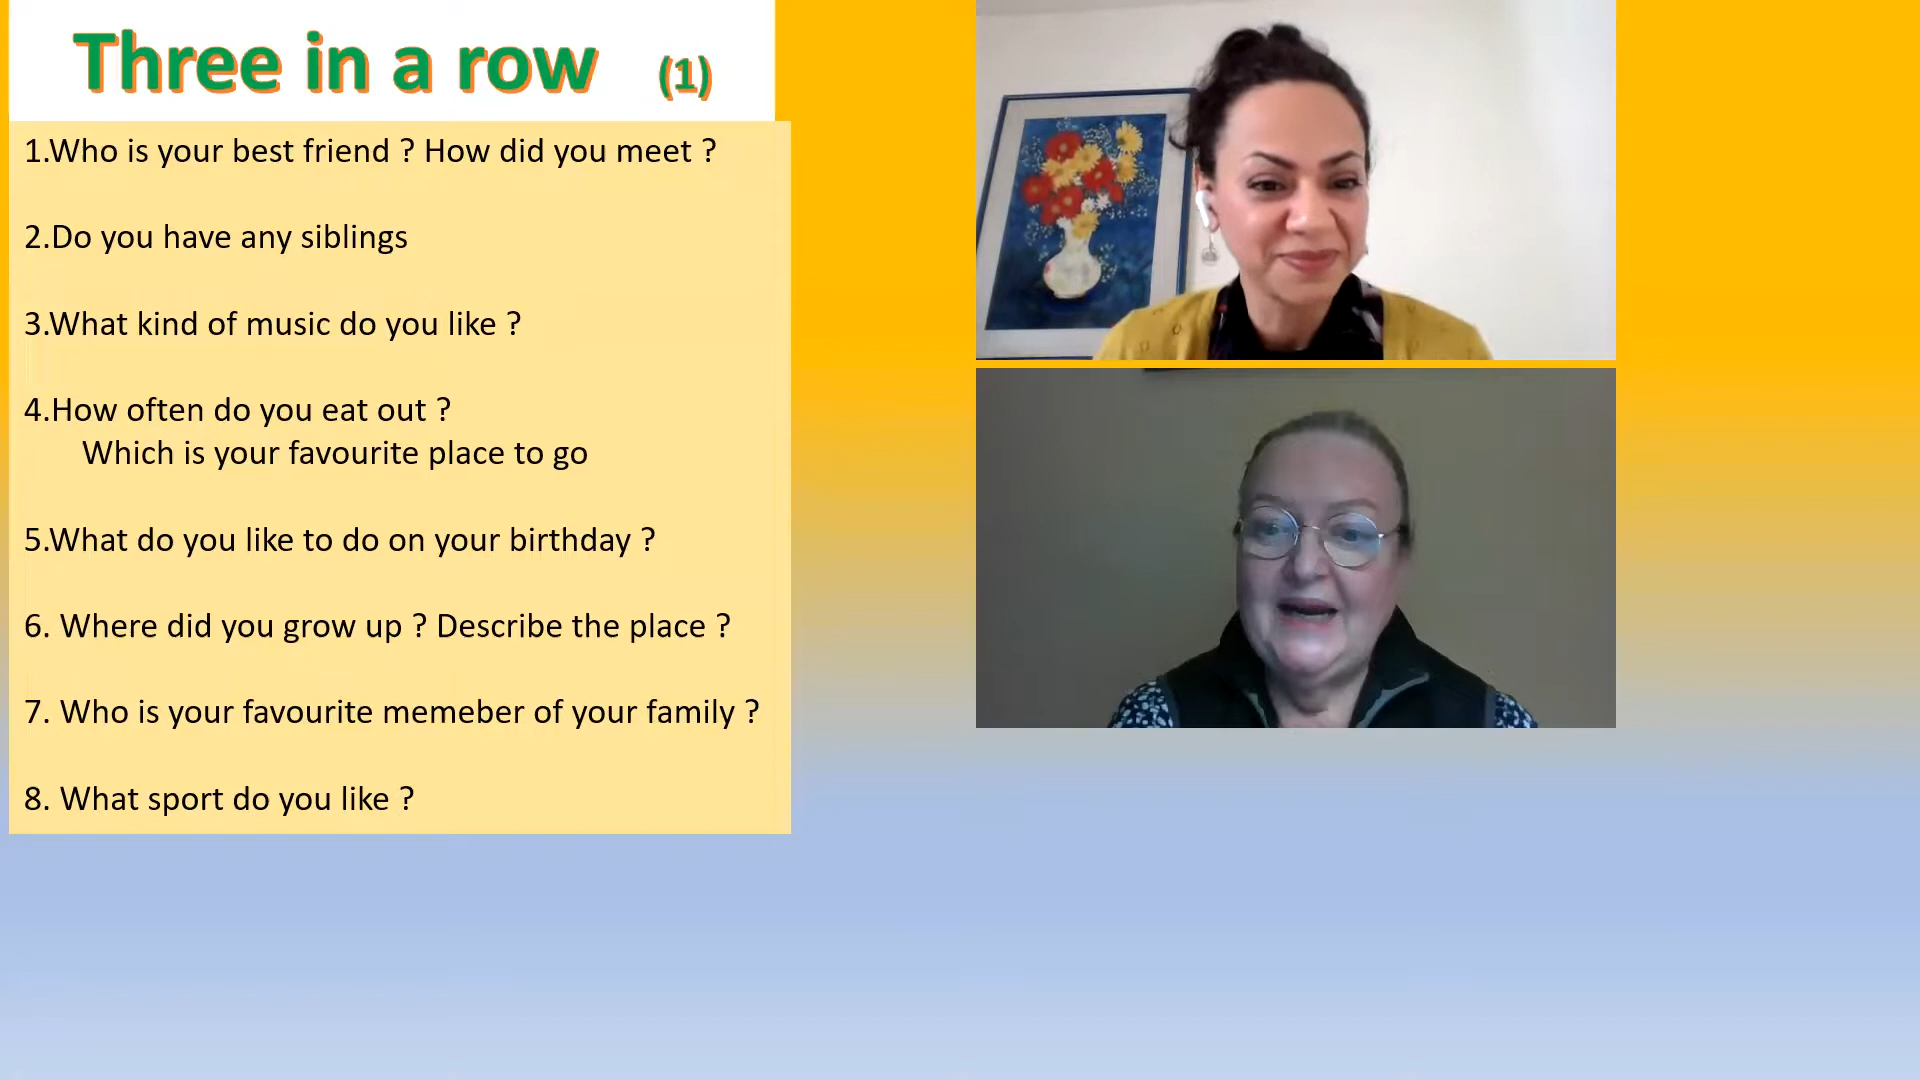 Three in a row (1)
1.Who is your best friend ? How did you meet ?
2.Do you have any siblings
3.What kind of music do you like ?
4.How often do you eat out ?
Which is your favourite place to go
5.What do you like to do on your birthday ?
6. Where did you grow up ? Describe the place ?
7. Who is your favourite memeber of your family ?
8. What sport do you like ?